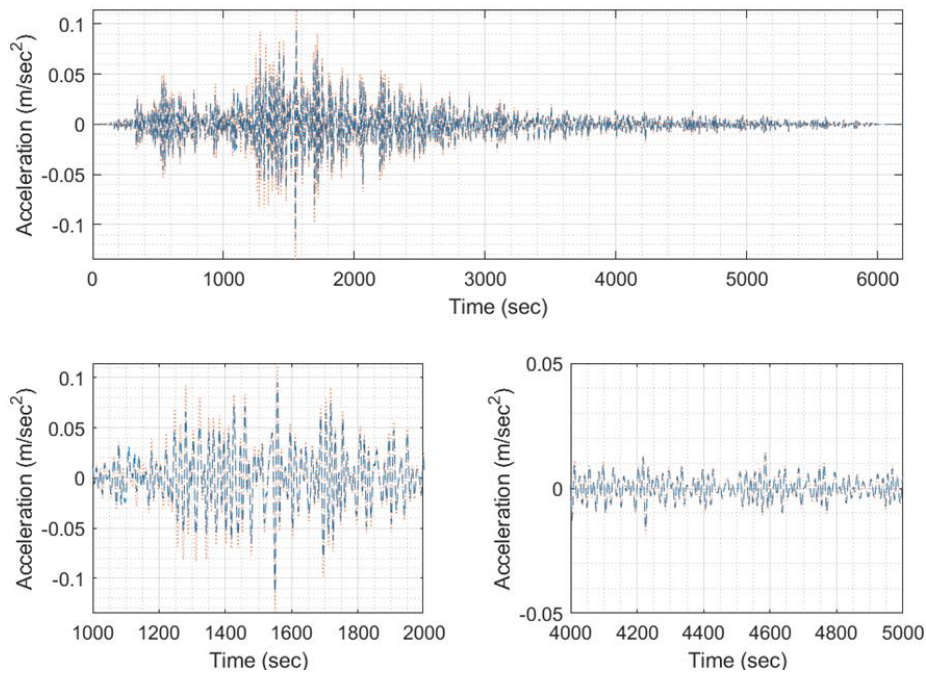 Acceleration (m/sec²)
0.1
0.05
0
-0.05
-0.1
0 1000 2000 3000 4000 5000 6000
Time (sec)
Acceleration (m/sec²)
0.1
0.05
0
-0.05
-0.1
1000 1200 1400 1600 1800 2000
Time (sec)
Acceleration (m/sec²)
0.05
0
-0.05
4000 4200 4400 4600 4800 5000
Time (sec)